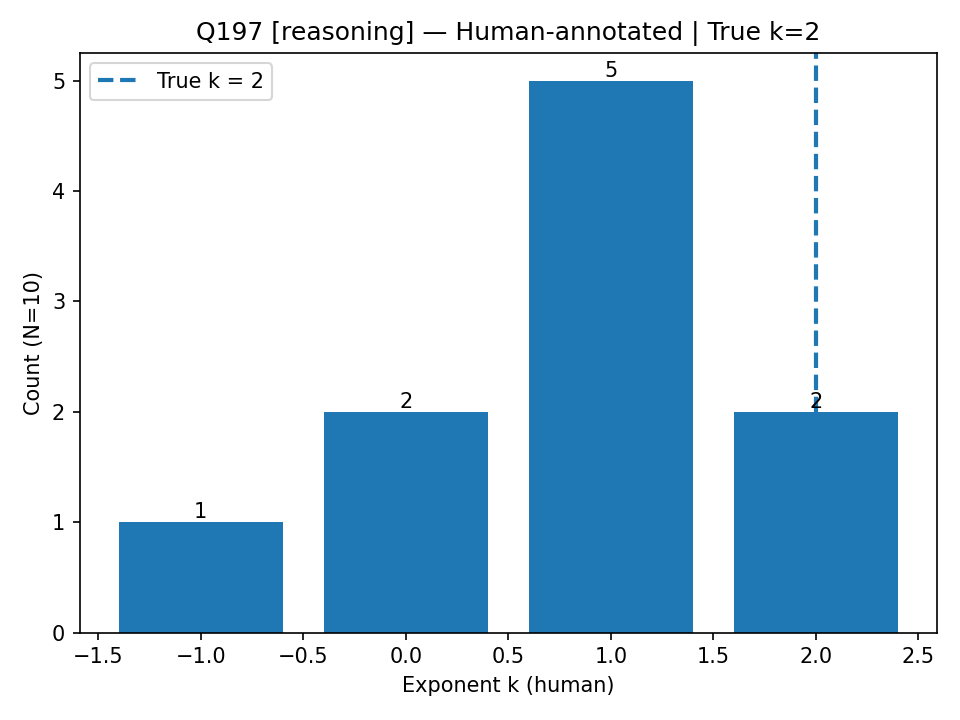 Q197 [reasoning] — Human-annotated | True k=2
True k = 2
Count (N=10)
5
4
3
2
1
0
1
2
5
2
−1.5 −1.0 −0.5 0.0 0.5 1.0 1.5 2.0 2.5
Exponent k (human)